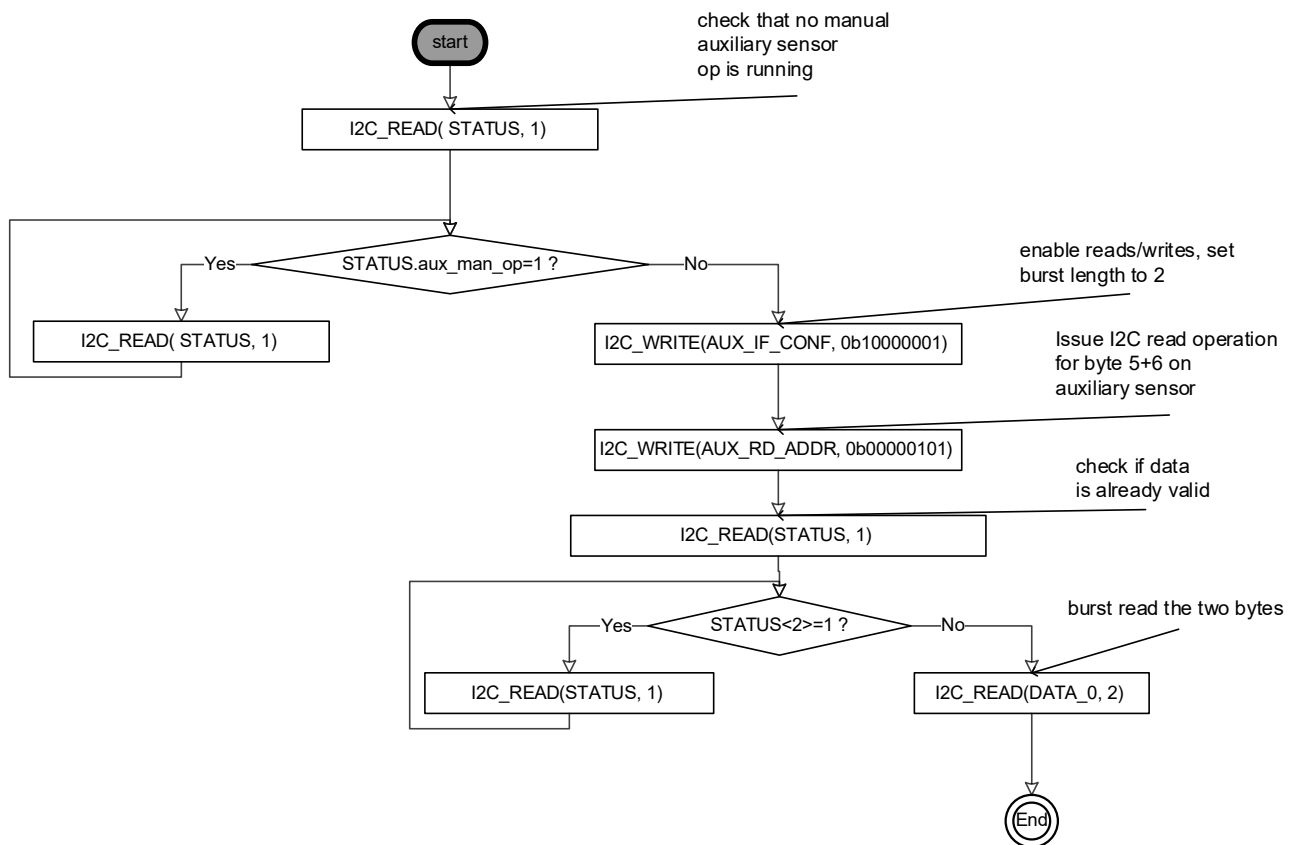 start
check that no manual
auxiliary sensor
op is running
I2C_READ( STATUS, 1)
STATUS.aux_man_op=1 ?
Yes
No
I2C_READ( STATUS, 1)
enable reads/writes, set
burst length to 2
I2C_WRITE(AUX_IF_CONF, 0b10000001)
Issue I2C read operation
for byte 5+6 on
auxiliary sensor
I2C_WRITE(AUX_RD_ADDR, 0b00000101)
check if data
is already valid
I2C_READ(STATUS, 1)
STATUS<2>=1 ?
Yes
No
I2C_READ(STATUS, 1)
burst read the two bytes
I2C_READ(DATA_0, 2)
End